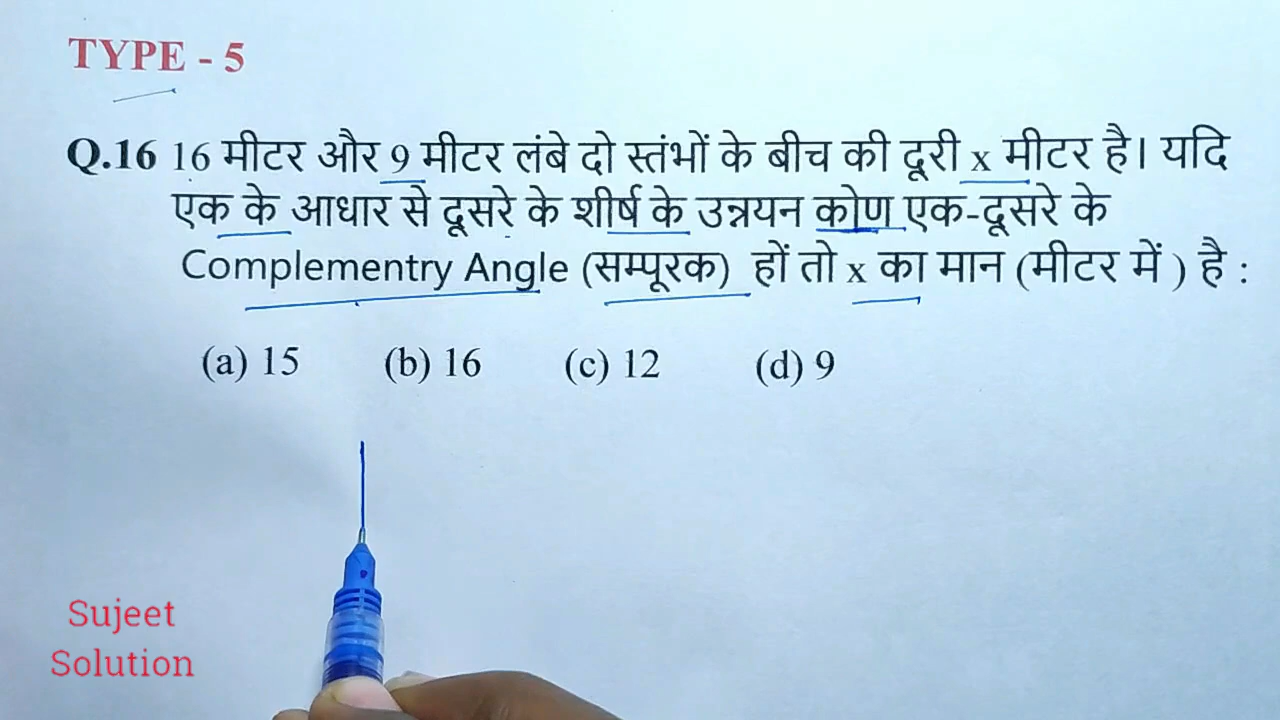 TYPE - 5
Q.16 16 मीटर और 9 मीटर लंबे दो स्तंभों के बीच की दूरी x मीटर है। यदि
एक के आधार से दूसरे के शीर्ष के उन्नयन कोण एक-दूसरे के
Complementry Angle (सम्पूरक) हों तो x का मान (मीटर में ) है :
(a) 15 (b) 16 (c) 12 (d) 9
Sujeet
Solution